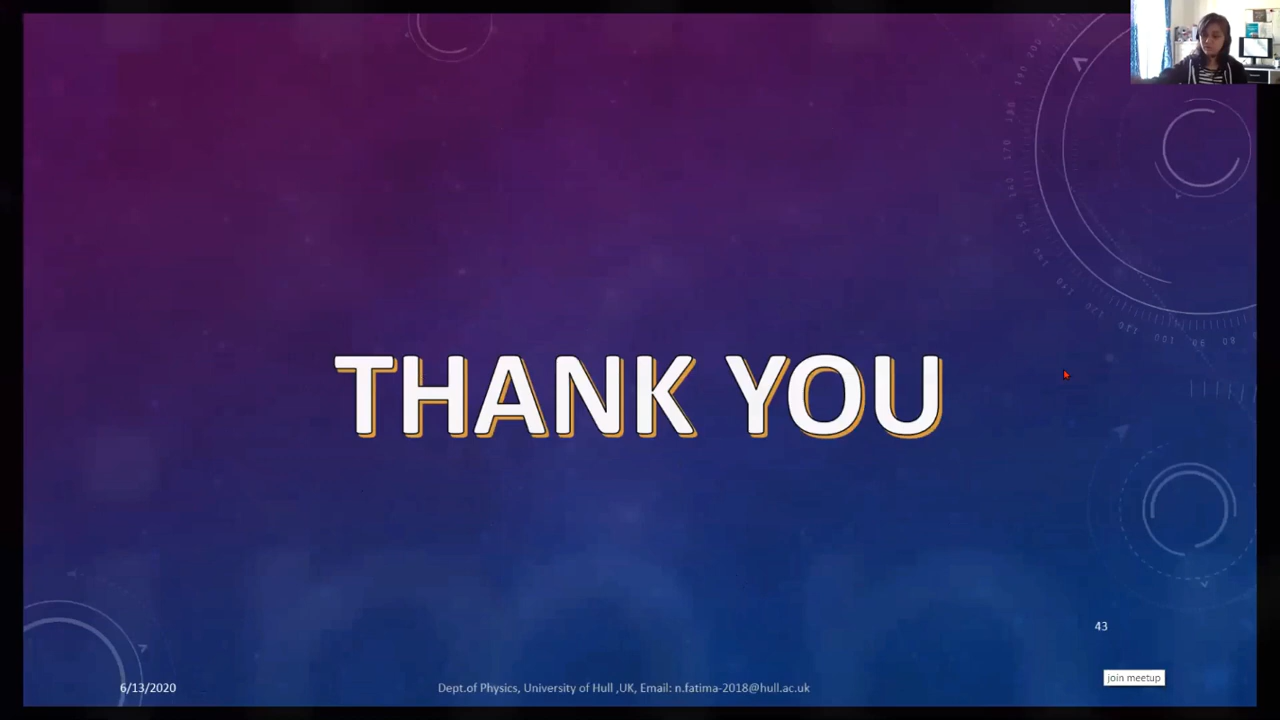 THANK YOU
43
6/13/2020
Dept.of Physics, University of Hull ,UK, Email: n.fatima-2018@hull.ac.uk
join meetup